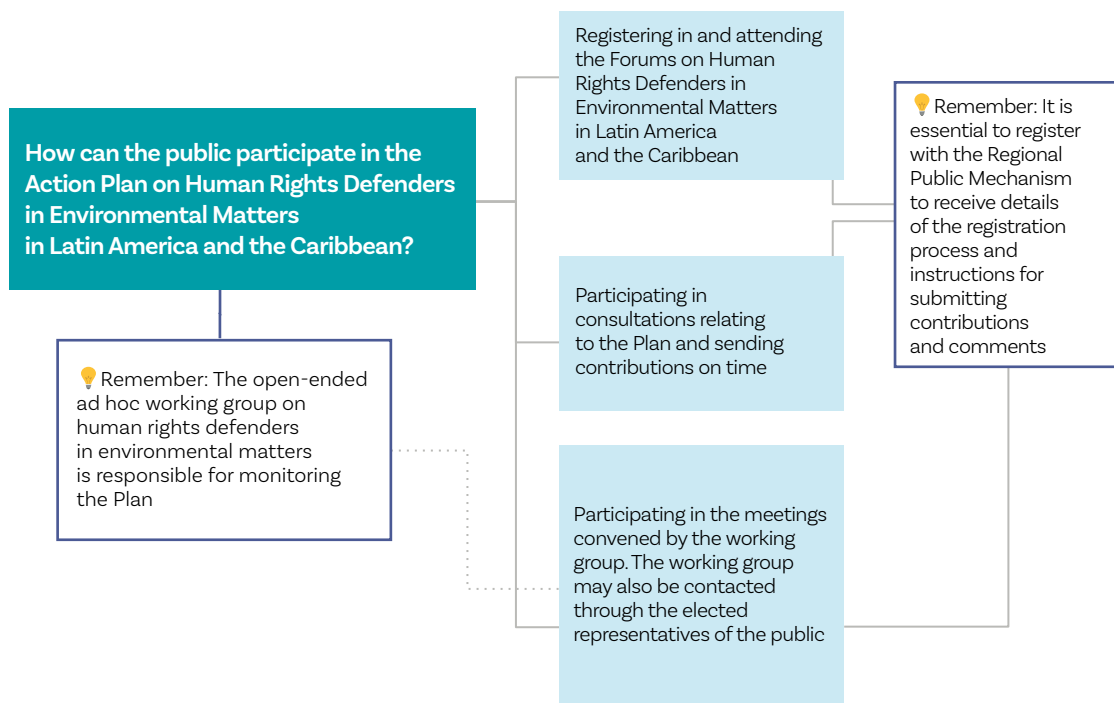 How can the public participate in the
Action Plan on Human Rights Defenders
in Environmental Matters
in Latin America and the Caribbean?
Remember: The open-ended
ad hoc working group on
human rights defenders
in environmental matters
is responsible for monitoring
the Plan
Registering in and attending
the Forums on Human
Rights Defenders in
Environmental Matters
in Latin America
and the Caribbean
Participating in
consultations relating
to the Plan and sending
contributions on time
Participating in the meetings
convened by the working
group. The working group
may also be contacted
through the elected
representatives of the public
Remember: It is
essential to register
with the Regional
Public Mechanism
to receive details
of the registration
process and
instructions for
submitting
contributions
and comments